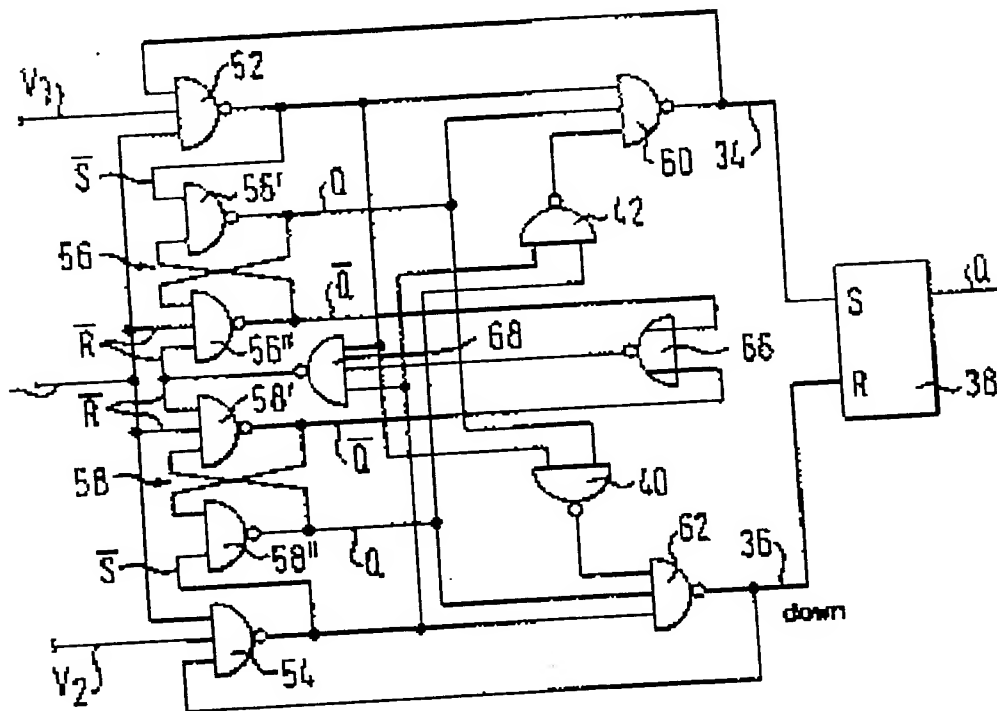 52
V1
60
34
S̅
56'
Q
42
56
Q̅
R̅
56"
68
66
S
Q
R
38
R̅
58'
Q̅
58
40
S̅
58"
Q
62
36
down
V2
54